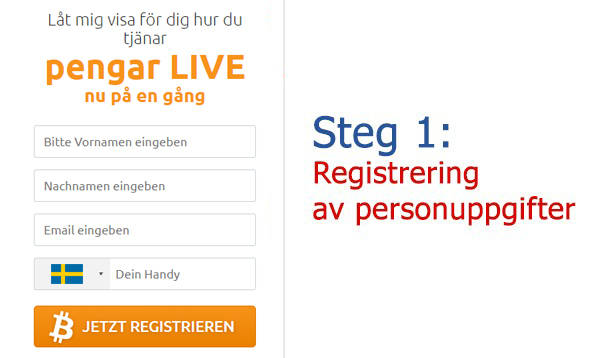 Låt mig visa för dig hur du
tjänar
pengar LIVE
nu på en gång
Bitte Vornamen eingeben
Nachnamen eingeben
Email eingeben
Dein Handy
JETZT REGISTRIEREN
Steg 1:
Registrering
av personuppgifter